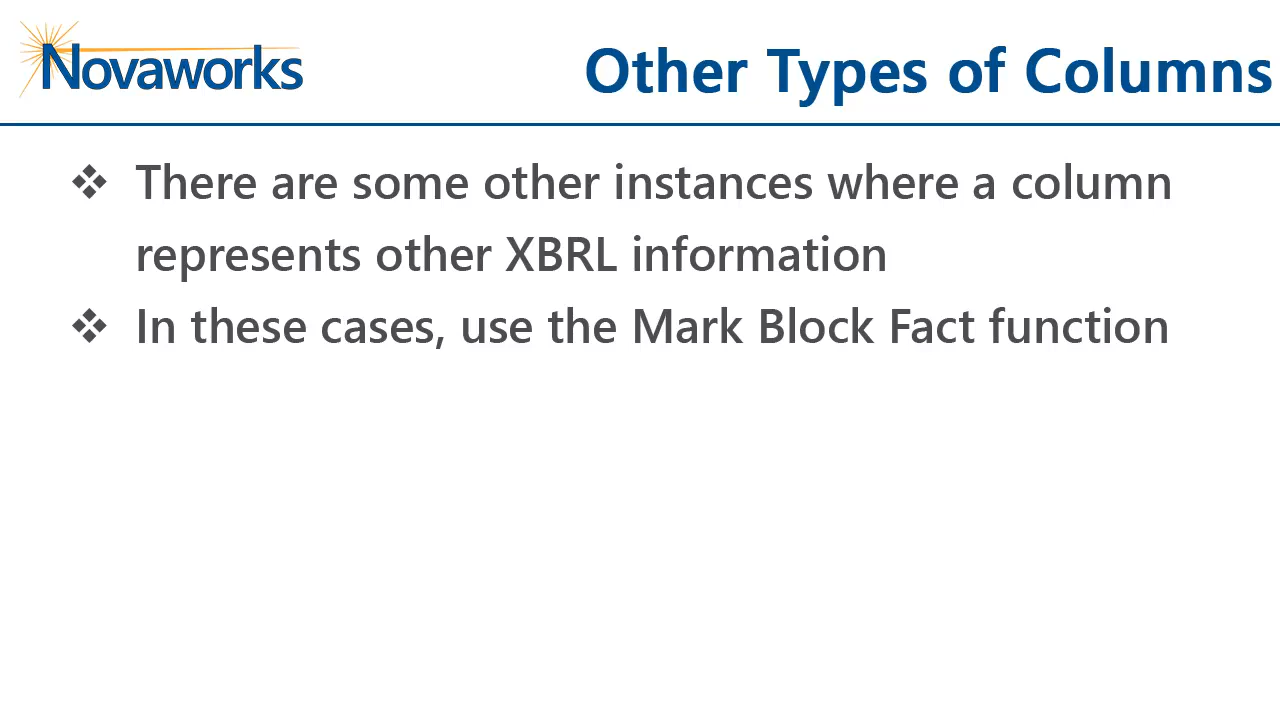 Novaworks
Other Types of Columns
❖ There are some other instances where a column
represents other XBRL information
❖ In these cases, use the Mark Block Fact function